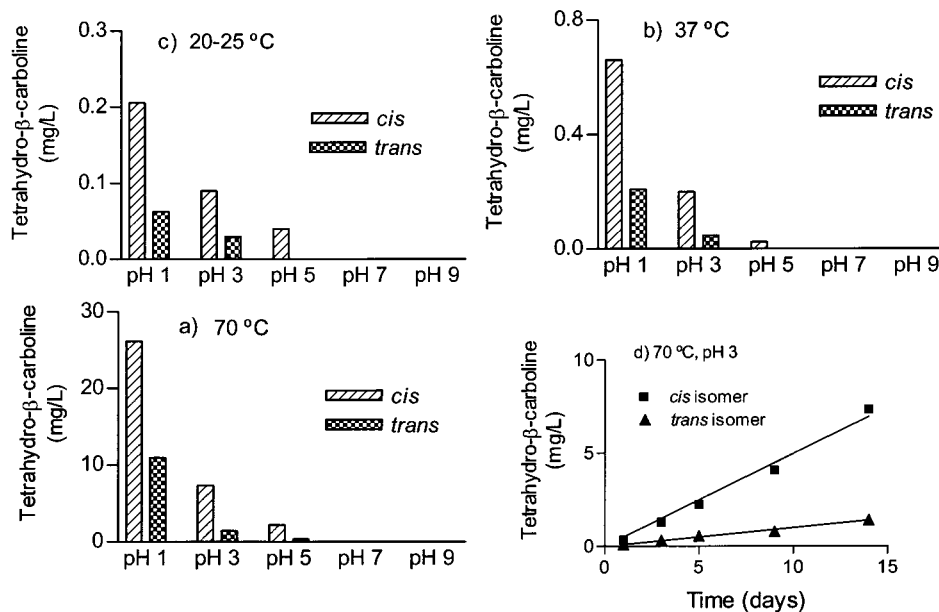 c) 20-25 ºC
Tetrahydro-β-carboline
(mg/L)
0.3
0.2
0.1
0.0
cis
trans
pH 1 pH 3 pH 5 pH 7 pH 9
b) 37 ºC
Tetrahydro-β-carboline
(mg/L)
0.8
0.4
0.0
cis
trans
pH 1 pH 3 pH 5 pH 7 pH 9
a) 70 ºC
Tetrahydro-β-carboline
(mg/L)
30
20
10
0
cis
trans
pH 1 pH 3 pH 5 pH 7 pH 9
d) 70 ºC, pH 3
Tetrahydro-β-carboline
(mg/L)
10
5
0
cis isomer
trans isomer
0 5 10 15
Time (days)